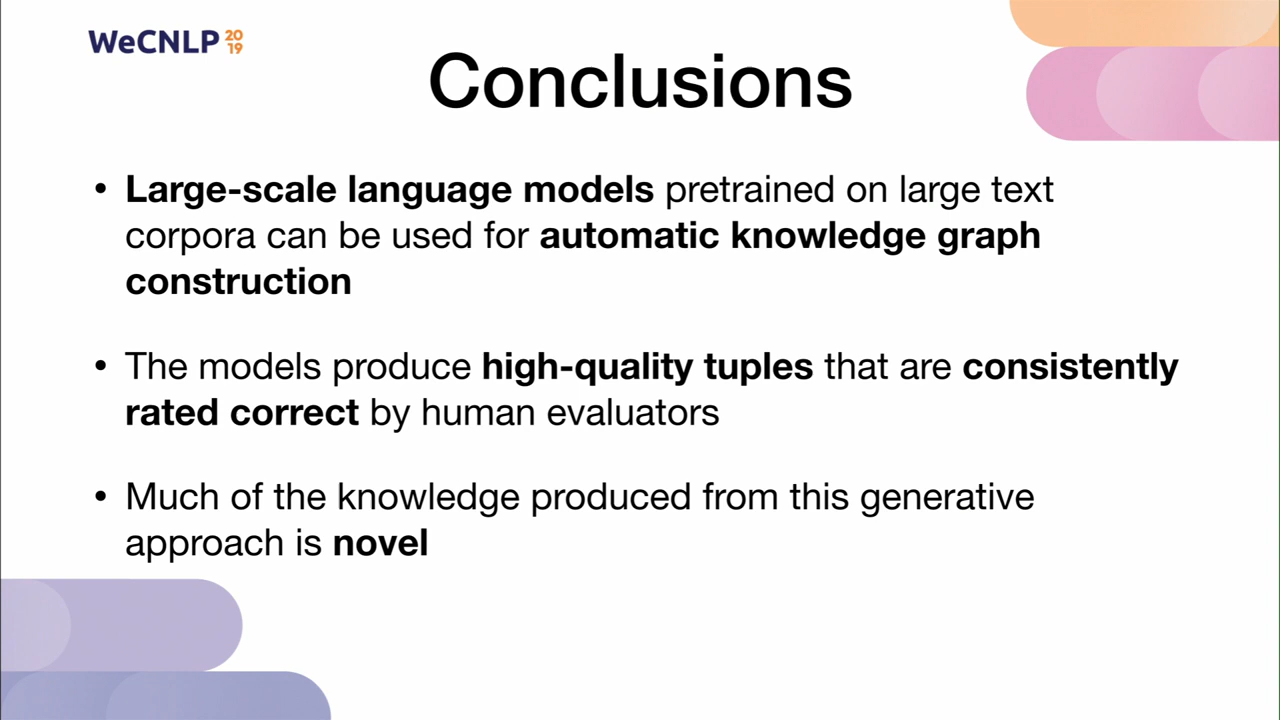 WeCNLP 2019
Conclusions
• Large-scale language models pretrained on large text
corpora can be used for automatic knowledge graph
construction
• The models produce high-quality tuples that are consistently
rated correct by human evaluators
• Much of the knowledge produced from this generative
approach is novel